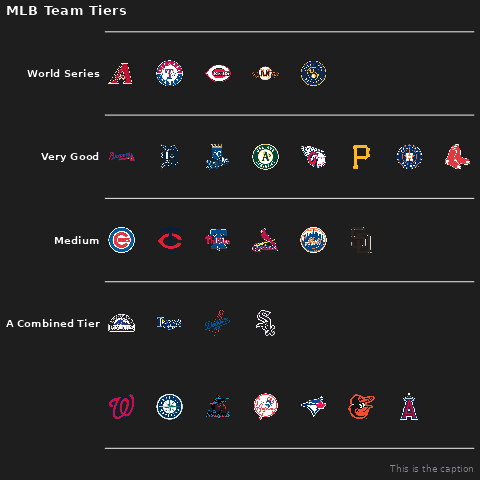 MLB Team Tiers
World Series
Very Good
Medium
A Combined Tier
This is the caption